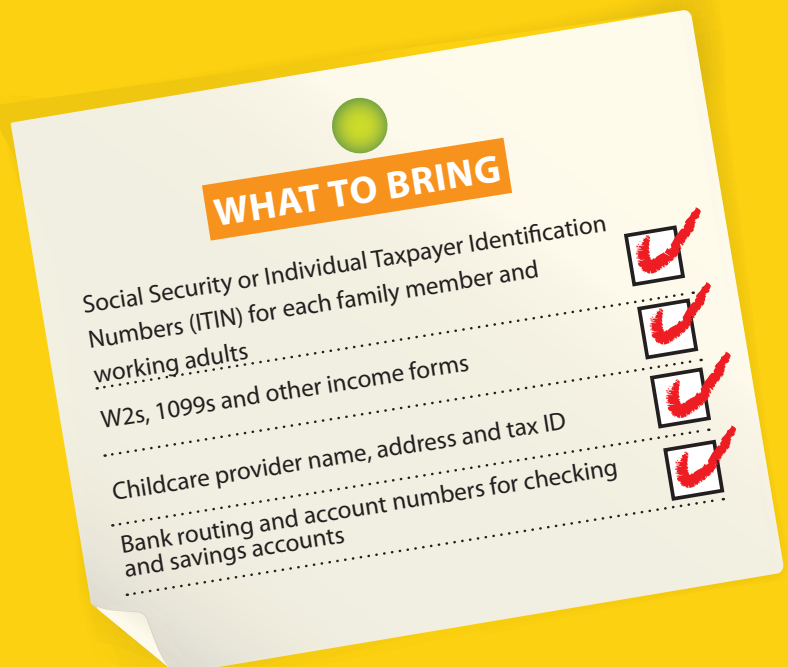 WHAT TO BRING
Social Security or Individual Taxpayer Identification
Numbers (ITIN) for each family member and
working adults
W2s, 1099s and other income forms
Childcare provider name, address and tax ID
Bank routing and account numbers for checking
and savings accounts